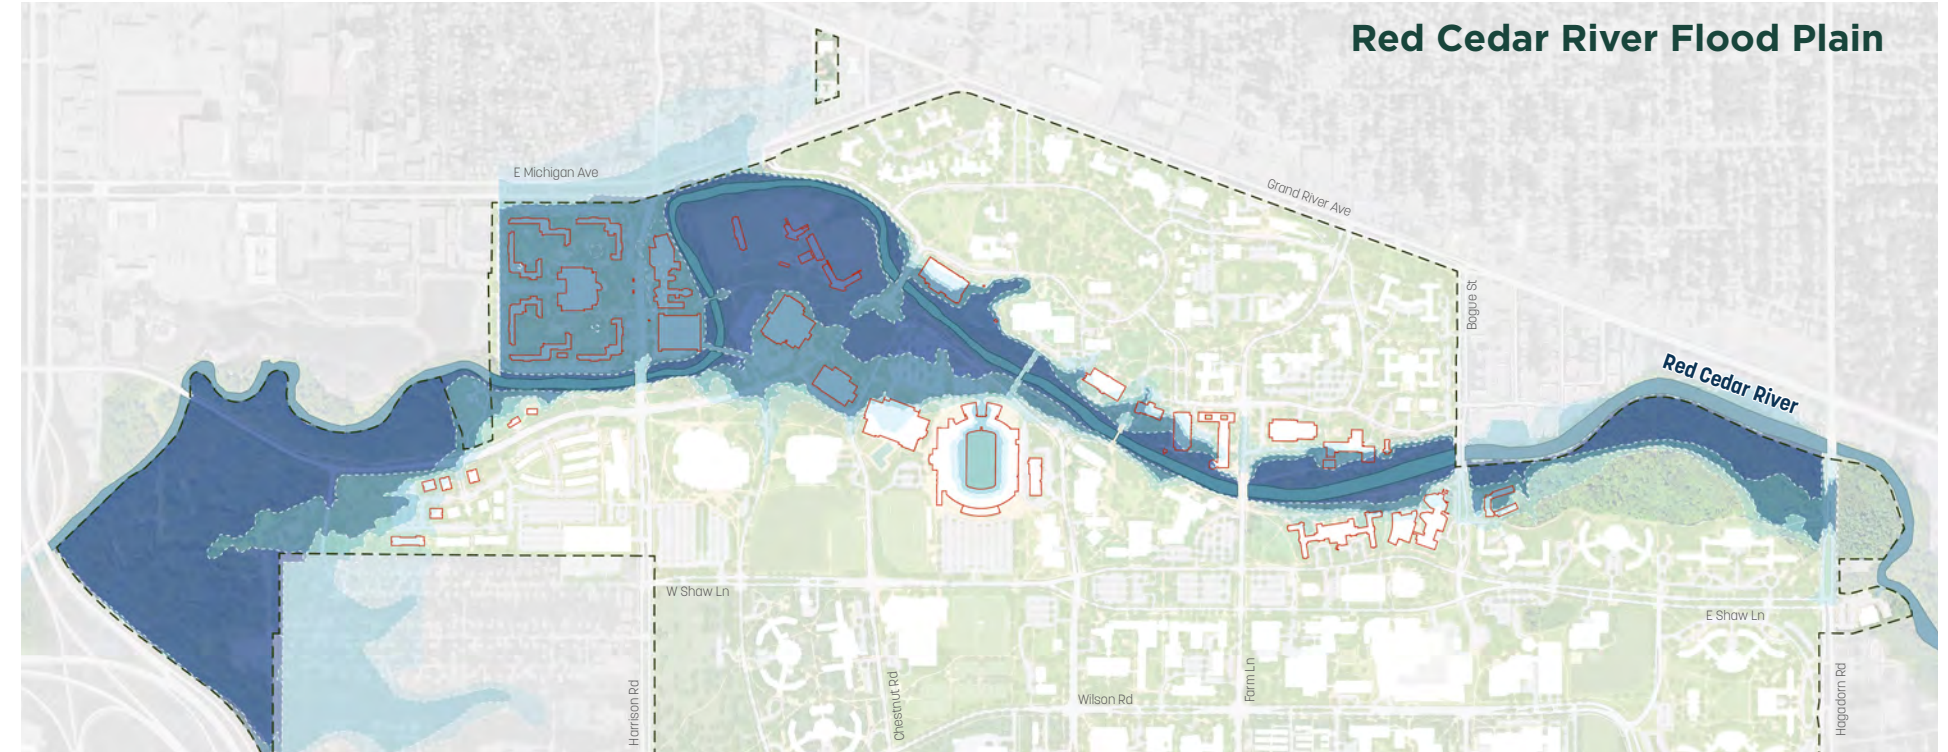 Red Cedar River Flood Plain
E Michigan Ave
Grand River Ave
Bogue St
Red Cedar River
W Shaw Ln
E Shaw Ln
Harrison Rd
Chestnut Rd
Wilson Rd
Farm Ln
Hagadorn Rd